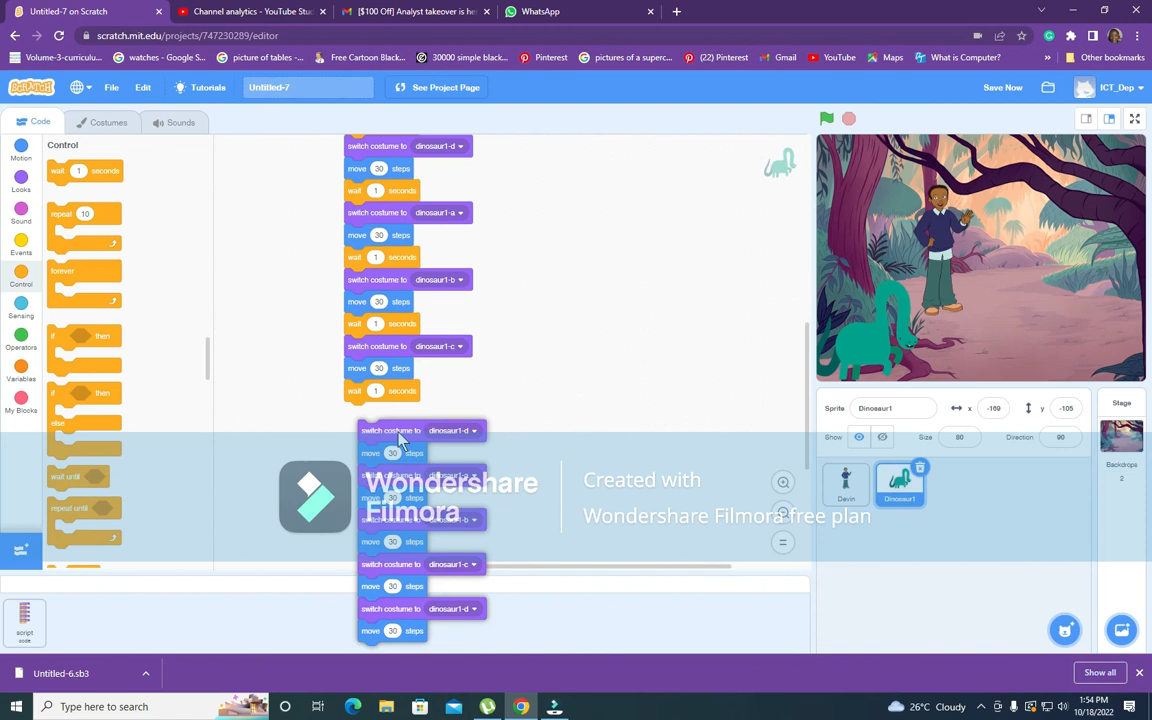 Untitled-7 on Scratch
Channel analytics - YouTube Stu
[$100 Off] Analyst takeover is he
WhatsApp
scratch.mit.edu/projects/747230289/editor
Volume-3-curriculu...
watches - Google S...
picture of tables -...
Free Cartoon Black...
30000 simple black...
Pinterest
pictures of a superc...
(22) Pinterest
Gmail
YouTube
Maps
What is Computer?
»
Other bookmarks
SCRATCH
File
Edit
Tutorials
Untitled-7
See Project Page
Save Now
ICT_Dep
Code
Costumes
Sounds
Motion
Looks
Sound
Events
Control
Sensing
Operators
Variables
My Blocks
Control
wait 1 seconds
repeat 10
forever
if then
if then
else
wait until
repeat until
switch costume to dinosaur1-d
move 30 steps
wait 1 seconds
switch costume to dinosaur1-a
move 30 steps
wait 1 seconds
switch costume to dinosaur1-b
move 30 steps
wait 1 seconds
switch costume to dinosaur1-c
move 30 steps
wait 1 seconds
switch costume to dinosaur1-d
move 30 steps
switch costume to
move 30
dinosaur1-b
move 30 steps
switch costume to dinosaur1-c
move 30 steps
switch costume to dinosaur1-d
move 30 steps
Wondershare
Filmora
Created with
Wondershare Filmora free plan
Sprite Dinosaur1 x -169 y -105
Show Size 80 Direction 90
Devin
Dinosaur1
Stage
Backdrops
2
script
code
Untitled-6.sb3
Show all
Type here to search
26°C Cloudy
1:54 PM
10/18/2022